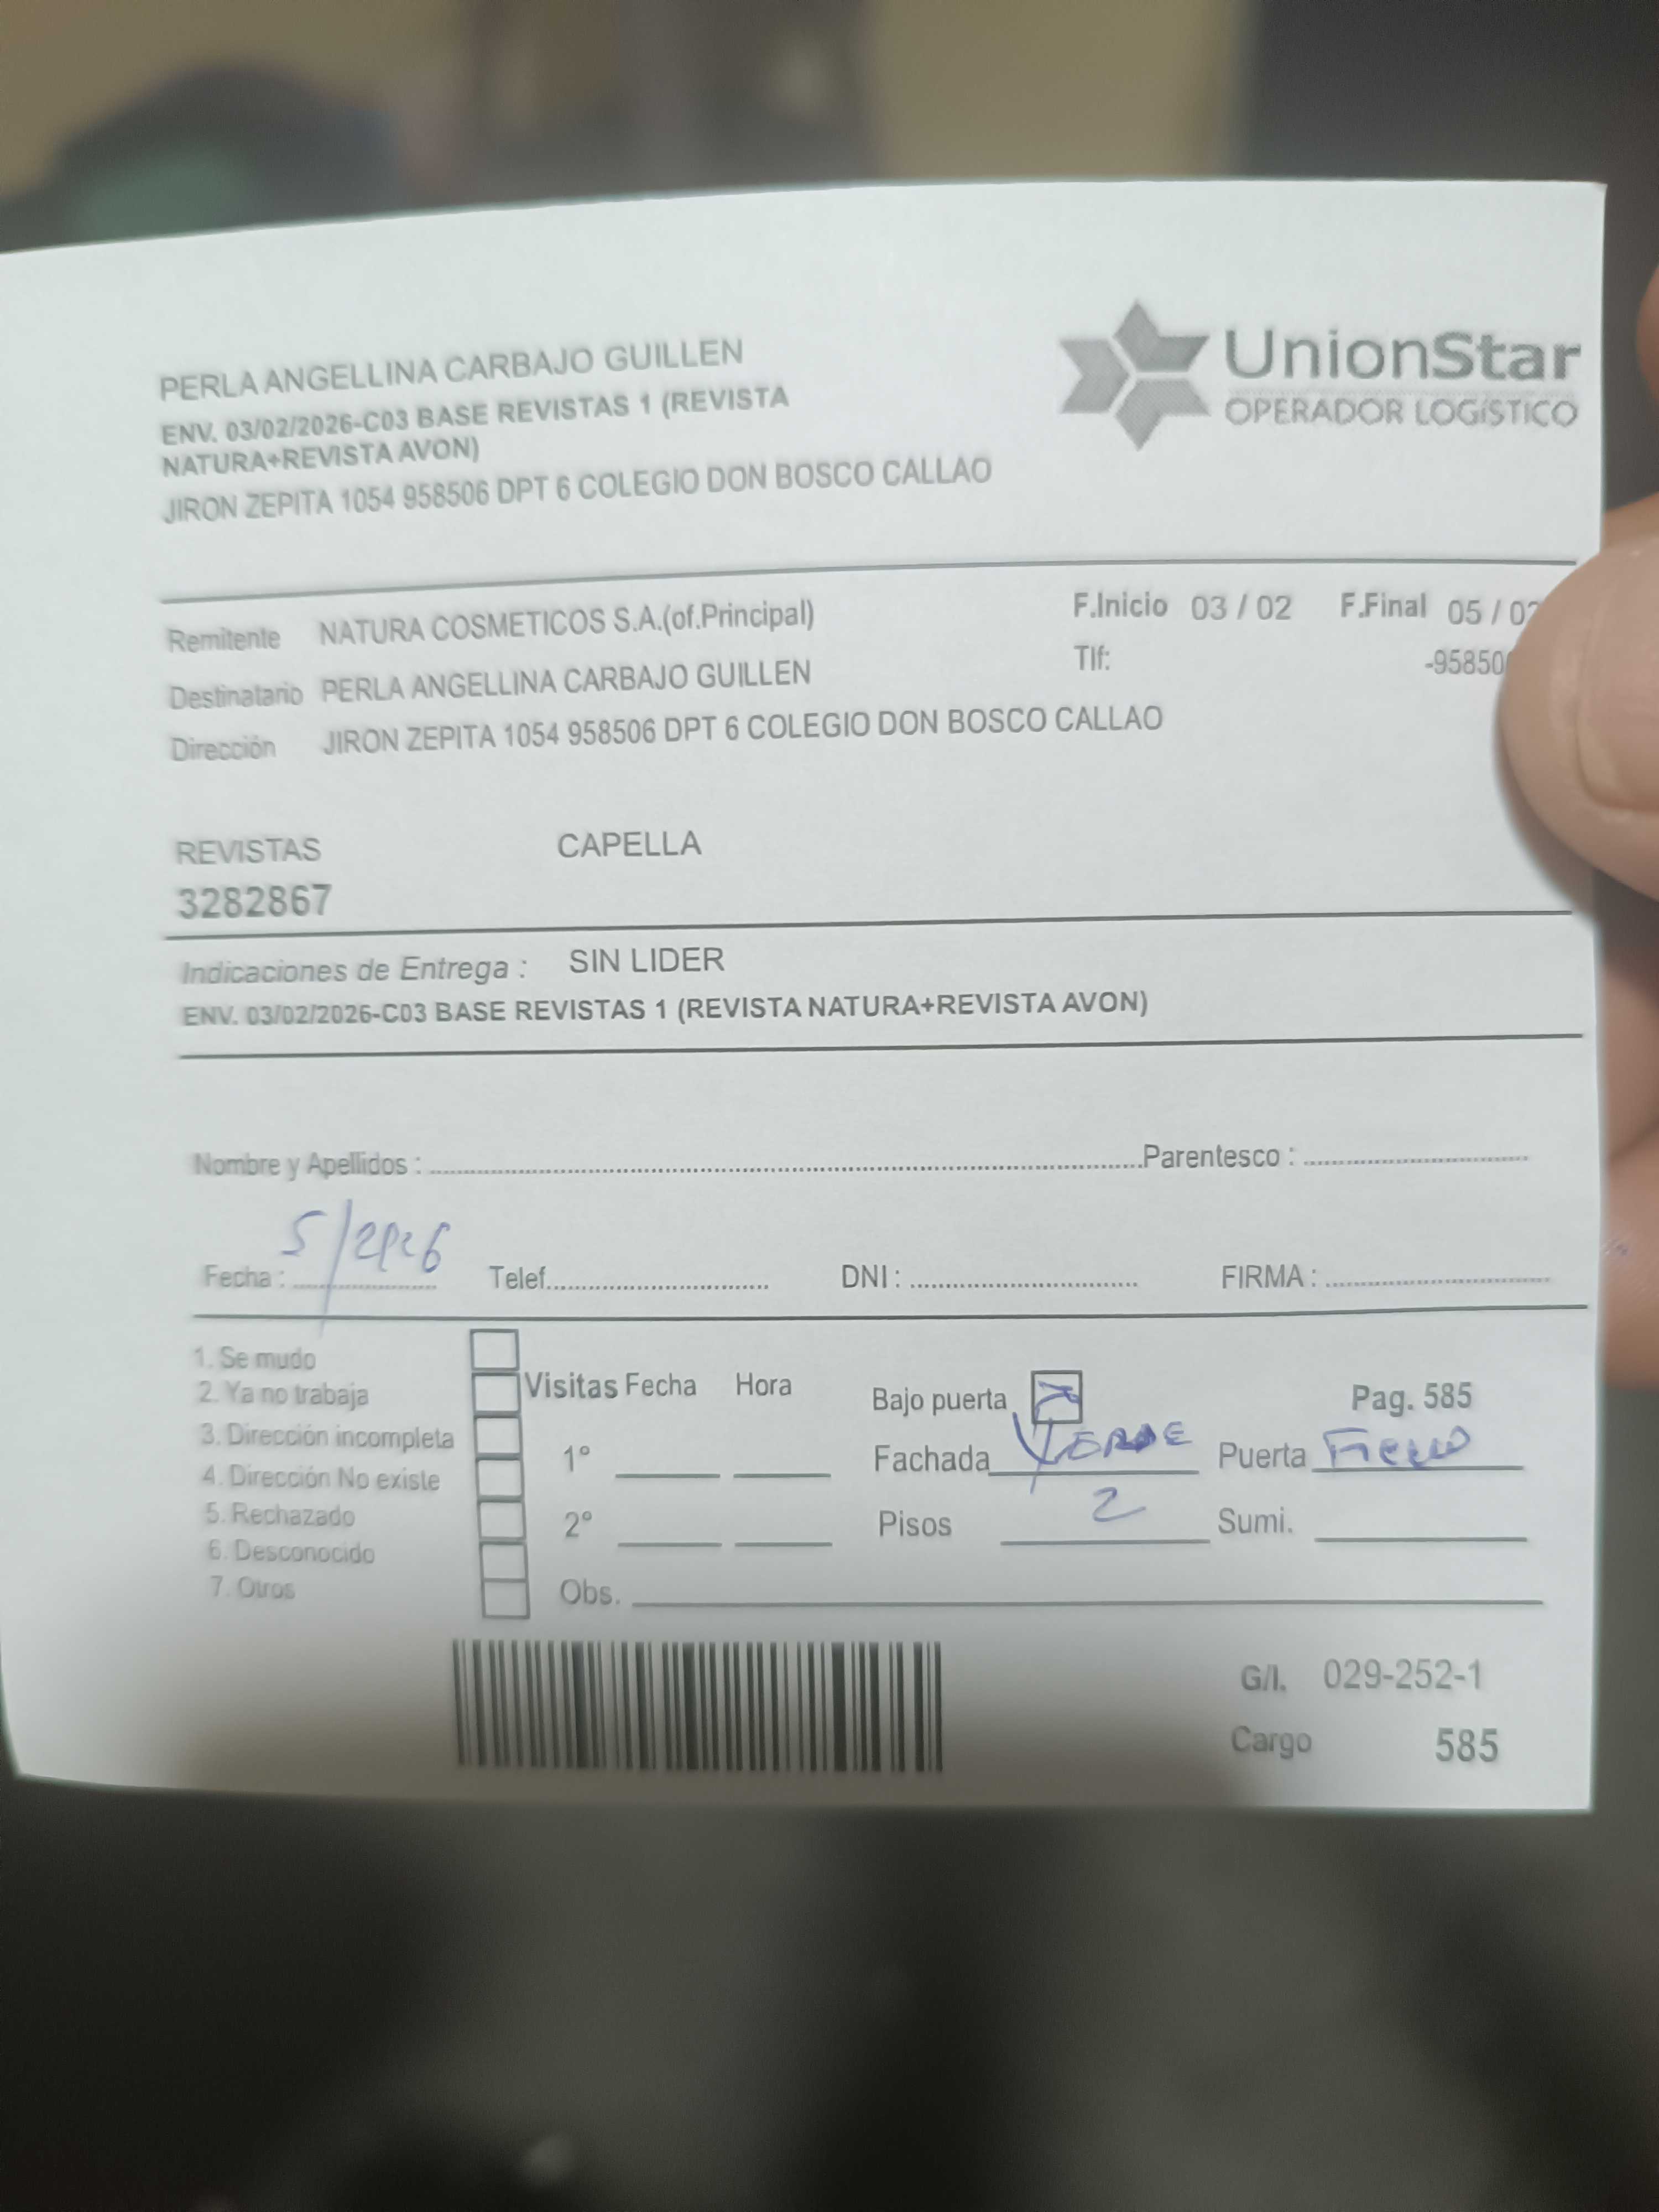 PERLA ANGELLINA CARBAJO GUILLEN
ENV. 03/02/2026-C03 BASE REVISTAS 1 (REVISTA
NATURA+REVISTA AVON)
JIRON ZEPITA 1054 958506 DPT 6 COLEGIO DON BOSCO CALLAO
UnionStar
OPERADOR LOGÍSTICO
Remitente NATURA COSMETICOS S.A.(of.Principal) F.Inicio 03 / 02 F.Final 05 / 0
Destinatario PERLA ANGELLINA CARBAJO GUILLEN Tlf: -95850
Dirección JIRON ZEPITA 1054 958506 DPT 6 COLEGIO DON BOSCO CALLAO
REVISTAS CAPELLA
3282867
Indicaciones de Entrega : SIN LIDER
ENV. 03/02/2026-C03 BASE REVISTAS 1 (REVISTA NATURA+REVISTA AVON)
Nombre y Apellidos : Parentesco :
Fecha : Telef. DNI : FIRMA :
1. Se mudo
2. Ya no trabaja
3. Dirección incompleta
4. Dirección No existe
5. Rechazado
6. Desconocido
7. Otros
Visitas Fecha Hora
1°
2°
Obs.
Bajo puerta Pag. 585
Fachada VERDE Puerta Fierro
Pisos 2 Sumi.
G/I. 029-252-1
Cargo 585